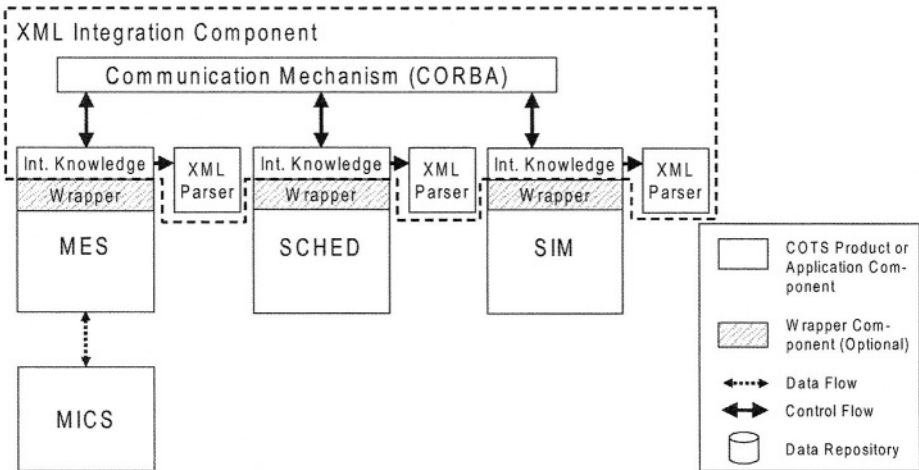 XML Integration Component
Communication Mechanism (CORBA)
Int. Knowledge
XML
Parser
Int. Knowledge
XML
Parser
Int. Knowledge
XML
Parser
Wrapper
Wrapper
Wrapper
MES
SCHED
SIM
MICS
COTS Product or
Application Com-
ponent
Wrapper Com-
ponent (Optional)
Data Flow
Control Flow
Data Repository